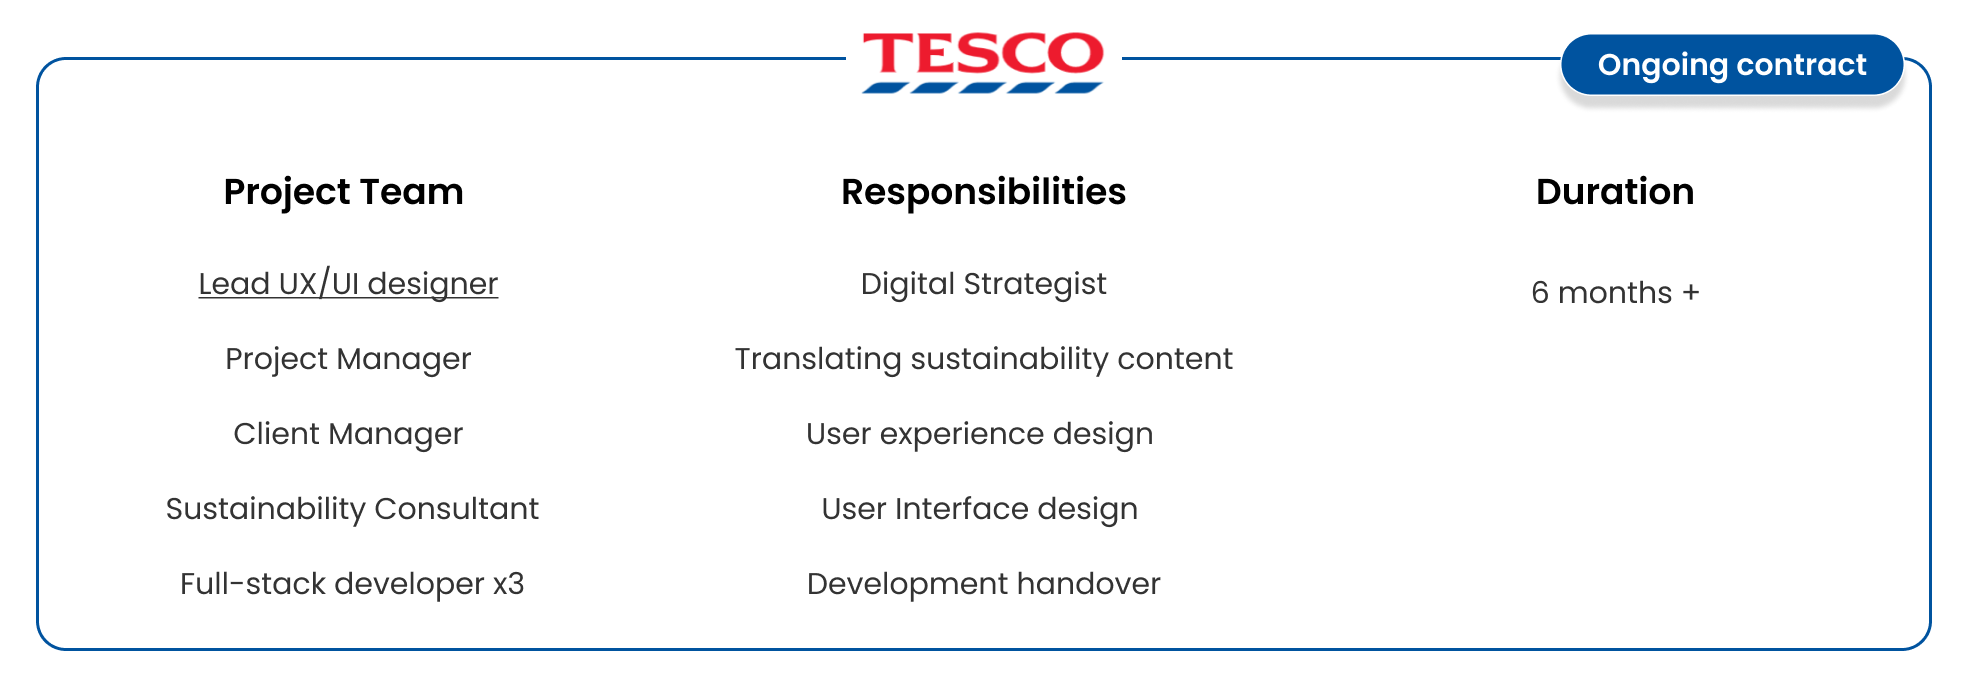 TESCO
Ongoing contract
Project Team
Lead UX/UI designer
Project Manager
Client Manager
Sustainability Consultant
Full-stack developer x3
Responsibilities
Digital Strategist
Translating sustainability content
User experience design
User Interface design
Development handover
Duration
6 months +